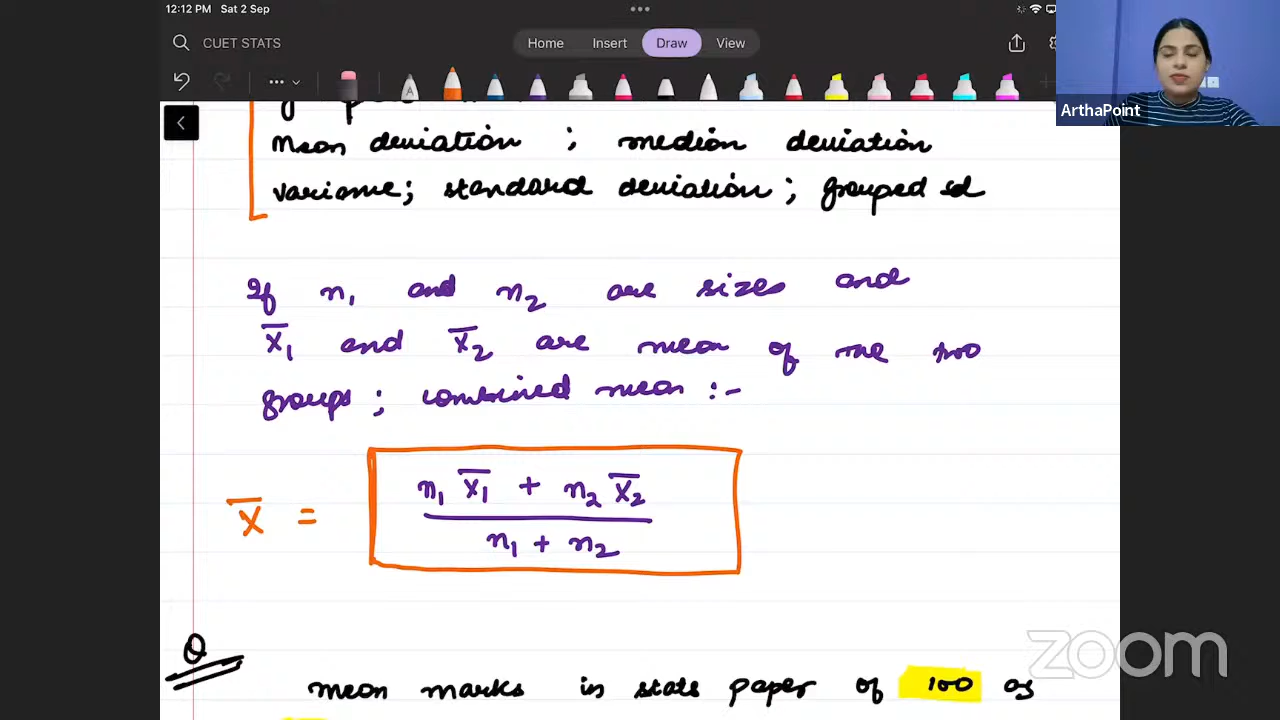 12:12 PM Sat 2 Sep
CUET STATS
Home Insert Draw View
ArthaPoint
Mean deviation ; median deviation
variance; standard deviation ; grouped sd
If n₁ and n₂ are sizes and
x̄₁ and x̄₂ are mean of the two
groups ; combined mean :-
x̄ = (n₁ x̄₁ + n₂ x̄₂) / (n₁ + n₂)
Q
mean marks in stats paper of 100
zoom